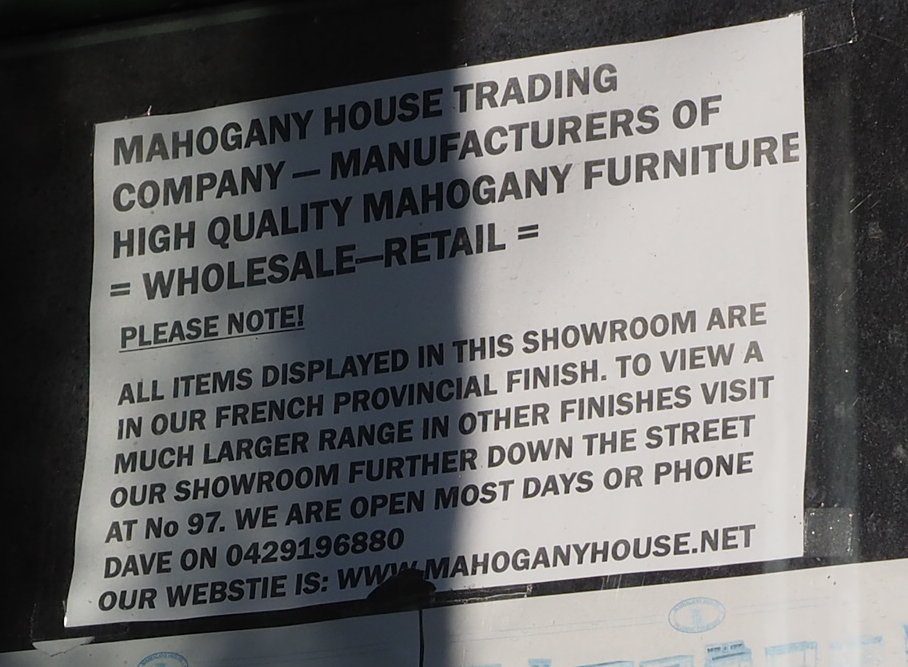 MAHOGANY HOUSE TRADING
COMPANY — MANUFACTURERS OF
HIGH QUALITY MAHOGANY FURNITURE
= WHOLESALE—RETAIL =
PLEASE NOTE!
ALL ITEMS DISPLAYED IN THIS SHOWROOM ARE
IN OUR FRENCH PROVINCIAL FINISH. TO VIEW A
MUCH LARGER RANGE IN OTHER FINISHES VISIT
OUR SHOWROOM FURTHER DOWN THE STREET
AT No 97. WE ARE OPEN MOST DAYS OR PHONE
DAVE ON 0429196880
OUR WEBSTIE IS: WWW.MAHOGANYHOUSE.NET